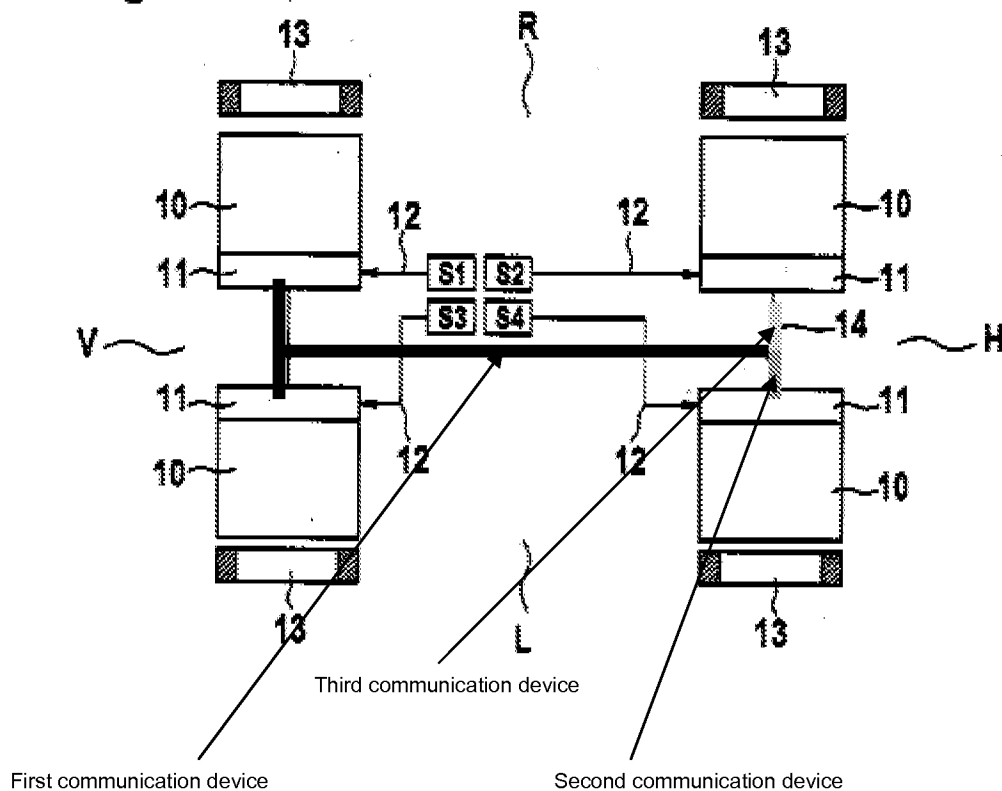 R
13
13
10
12
12
10
11
S1
S2
11
S3
S4
V
14
H
11
12
12
11
10
10
13
L
13
Third communication device
First communication device
Second communication device